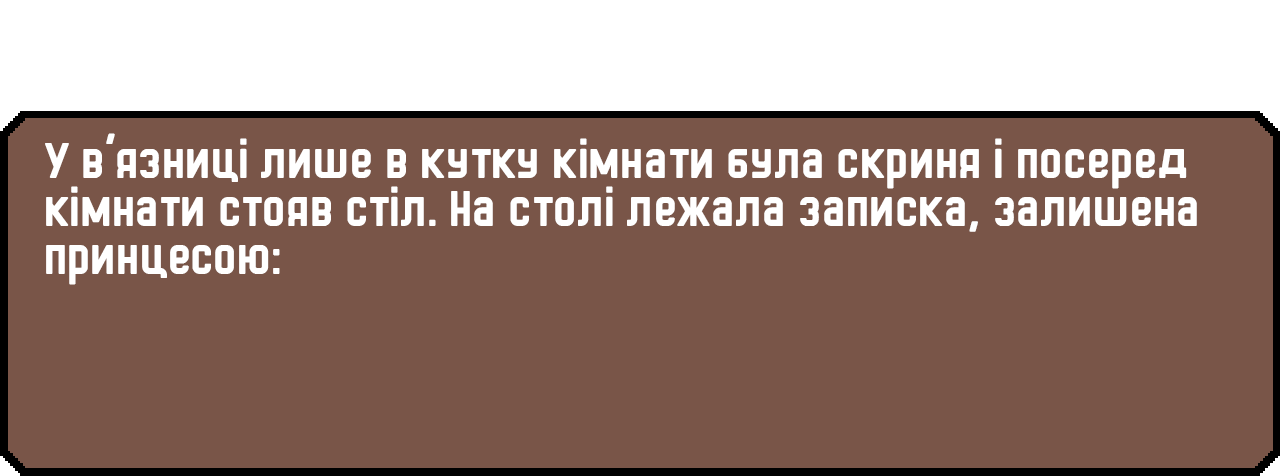 У в'язниці лише в кутку кімнати була скриня і посеред
кімнати стояв стіл. На столі лежала записка, залишена
принцесою: